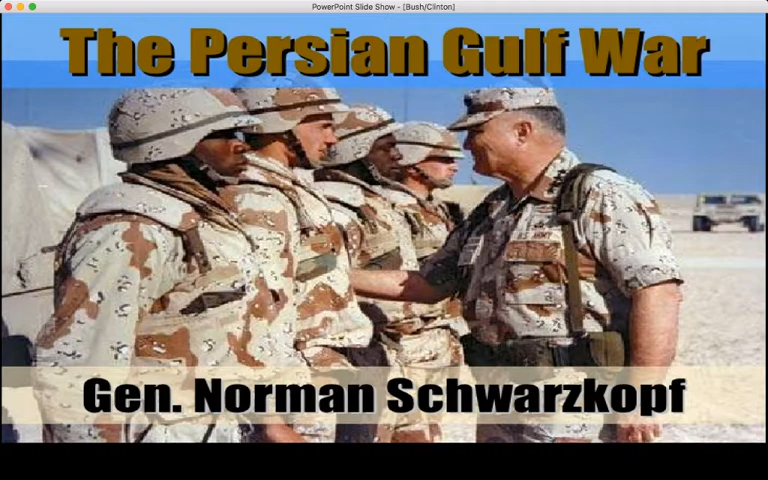 PowerPoint Slide Show - [Bush/Clinton]
The Persian Gulf War
Gen. Norman Schwarzkopf